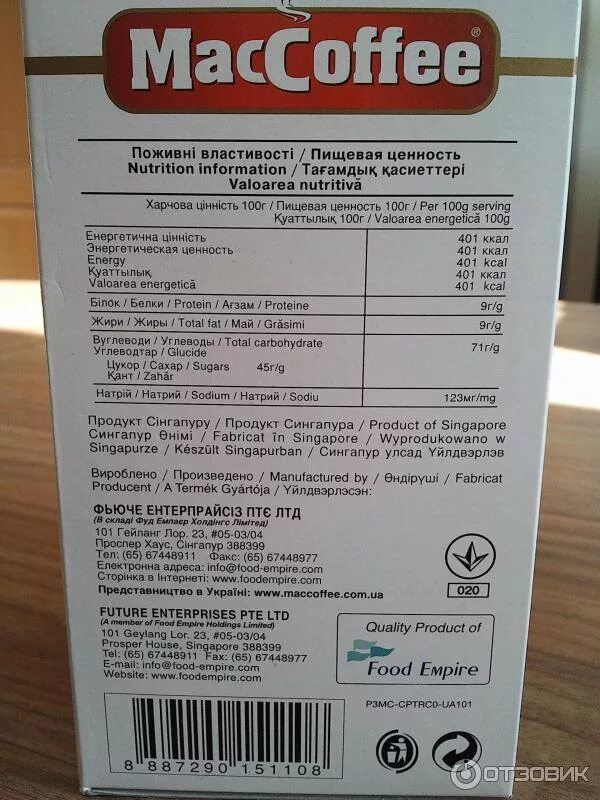 MacCoffee®
Поживні властивості / Пищевая ценность
Nutrition information / Тағамдық қасиеттері
Valoarea nutritivă
Харчова цінність 100г / Пищевая ценность 100г / Per 100g serving
Қуаттылық 100г / Valoarea energetică 100g
Енергетична цінність 401 ккал
Энергетическая ценность 401 ккал
Energy 401 kcal
Қуаттылық 401 ккал
Valoarea energetică 401 kcal
Білок / Белки / Protein / Ағзам / Proteine 9г/g
Жири / Жиры / Total fat / Май / Grăsimi 9г/g
Вуглеводи / Углеводы / Total carbohydrate 71г/g
Углеводтар / Glucide
Цукор / Сахар / Sugars 45г/g
Қант / Zahăr
Натрій / Натрий / Sodium / Натрий / Sodiu 123мг/mg
Продукт Сінгапуру / Продукт Сингапура / Product of Singapore
Сингапур Өнімі / Fabricat în Singapore / Wyprodukowano w
Singapurze / Készült Singapurban / Сингапур улсад Үйлдвэрлэв
Вироблено / Произведено / Manufactured by / Өндіруші / Fabricat
Producent / A Termék Gyártója / Үйлдвэрлэсэн:
ФЬЮЧЕ ЕНТЕРПРАЙСІЗ ПТЄ ЛТД
(В складі Фуд Емпаєр Холдінгс Лімітед)
101 Гейланг Лор. 23, #05-03/04
Проспер Хаус, Сінгапур 388399
Тел: (65) 67448911 Факс: (65) 67448977
Електронна адреса: info@food-empire.com
Сторінка в Інтернеті: www.foodempire.com
Представництво в Україні: www.maccoffee.com.ua
020
FUTURE ENTERPRISES PTE LTD
(A member of Food Empire Holdings Limited)
101 Geylang Lor. 23, #05-03/04
Prosper House, Singapore 388399
Tel: (65) 67448911 Fax: (65) 67448977
E-mail: info@food-empire.com
Website: www.foodempire.com
Quality Product of
Food Empire
P3MC-CPTRC0-UA101
8 887290 151108
ОТЗОВИК